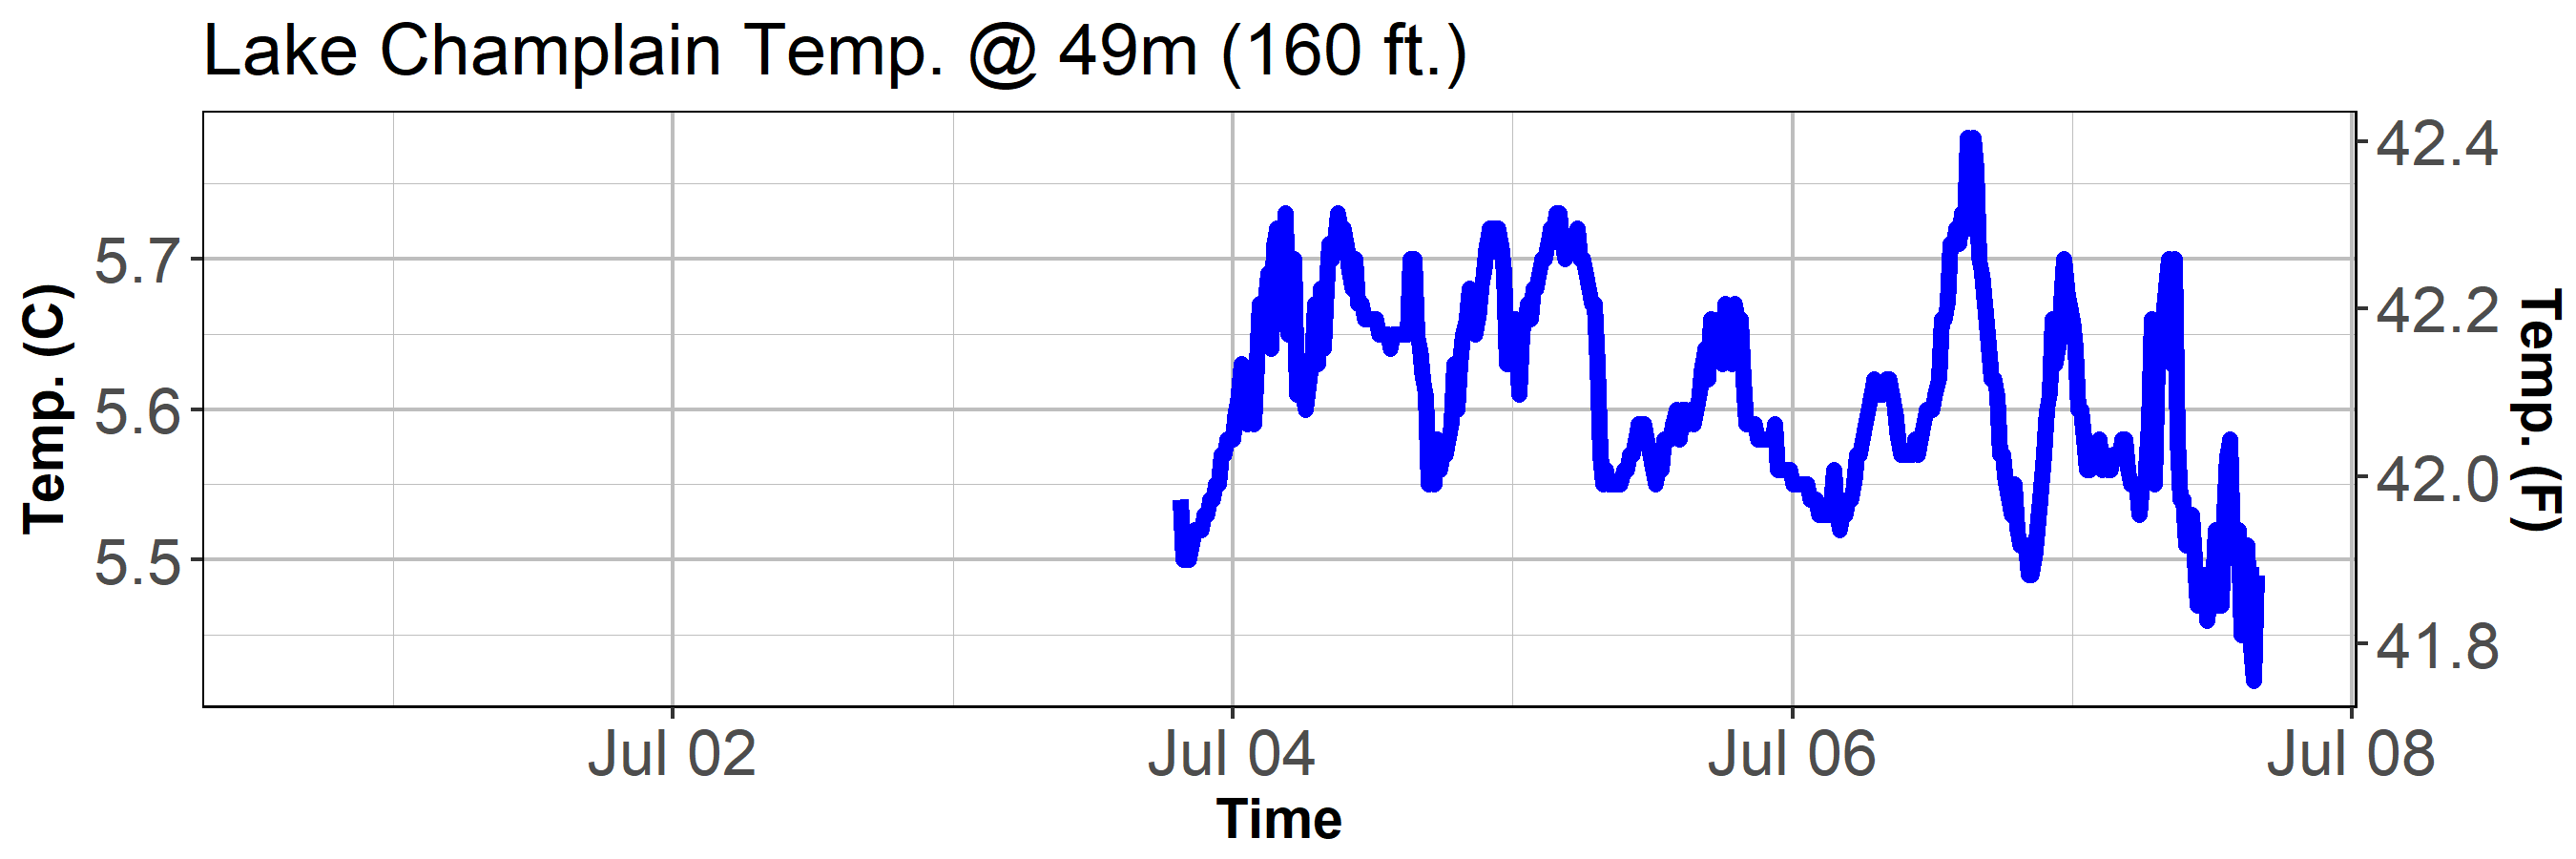 Lake Champlain Temp. @ 49m (160 ft.)
Temp. (C)
5.7
5.6
5.5
42.4
42.2
42.0
41.8
Temp. (F)
Jul 02 Jul 04 Jul 06 Jul 08
Time